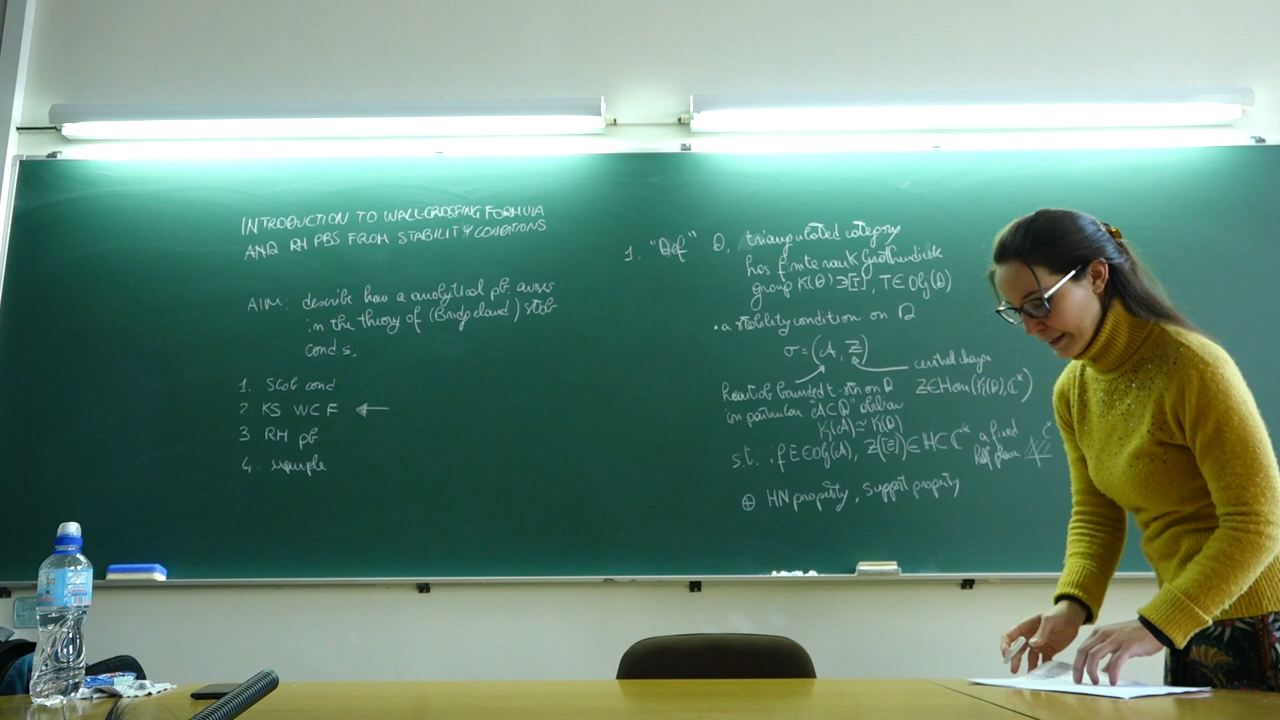 INTRODUCTION TO WALL-CROSSING FORMULA
AND RH PBS FROM STABILITY CONDITIONS
AIM: describe how a analytical pb arises
in the theory of (Bridgeland) stab
conds.
1. Stab cond
2. KS WCF ←
3. RH pb
4. example
1. "Def" D, triangulated category
has finite rank Grothendieck
group K(D)∋[E], E∈Obj(D)
• a stability condition on D
σ = (A, Z)
central charge
heart of bounded t-str on D Z∈Hom(K(D),ℂ*)
in particular "A⊂D" abelian
K(A)≃K(D)
s.t. E∈Obj(A), Z([E])∈H⊂ℂ* a fixed
half plane
⊕ HN property, support property